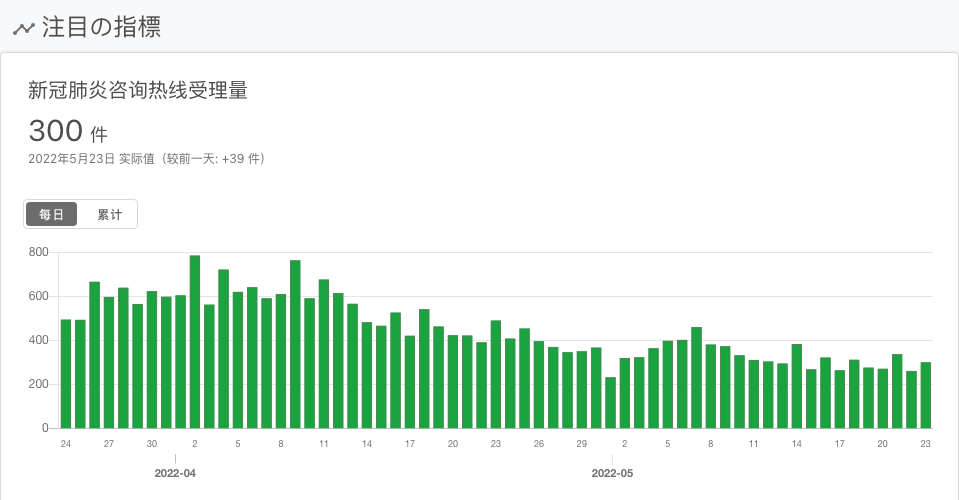 注目の指標
新冠肺炎咨询热线受理量
300 件
2022年5月23日 实际值（较前一天: +39 件）
每日 累计
800
600
400
200
0
24 27 30 2 5 8 11 14 17 20 23 26 29 2 5 8 11 14 17 20 23
2022-04 2022-05